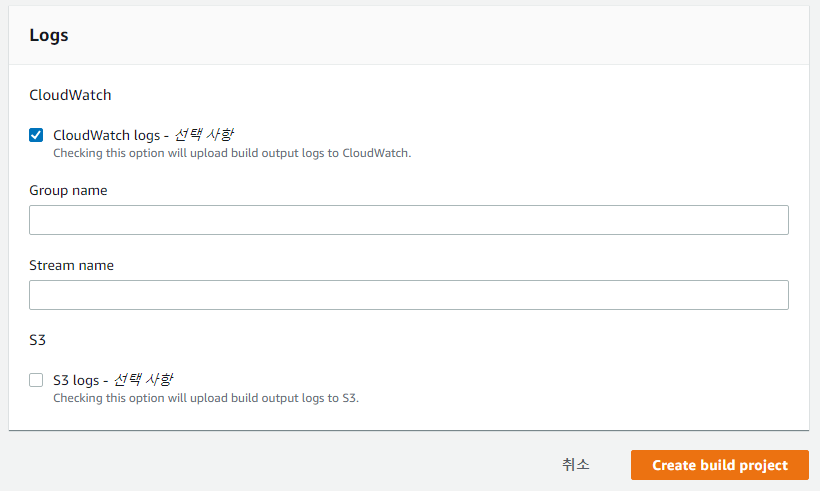 Logs
CloudWatch
CloudWatch logs - 선택 사항
Checking this option will upload build output logs to CloudWatch.
Group name
Stream name
S3
S3 logs - 선택 사항
Checking this option will upload build output logs to S3.
취소
Create build project